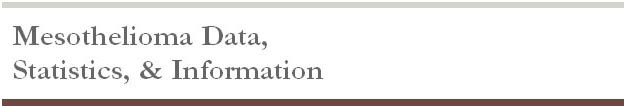 Mesothelioma Data,
Statistics, & Information